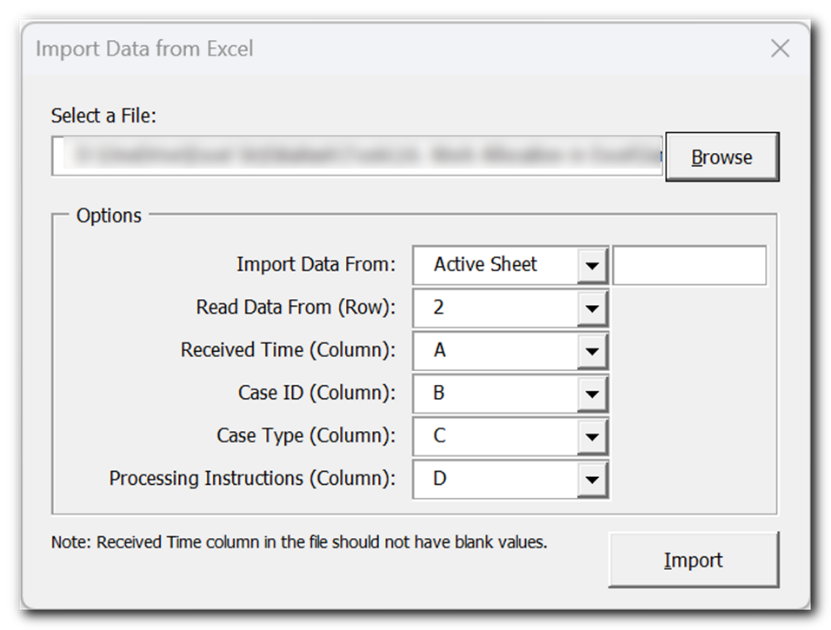 Import Data from Excel
Select a File:
Browse
Options
Import Data From: Active Sheet
Read Data From (Row): 2
Received Time (Column): A
Case ID (Column): B
Case Type (Column): C
Processing Instructions (Column): D
Note: Received Time column in the file should not have blank values.
Import